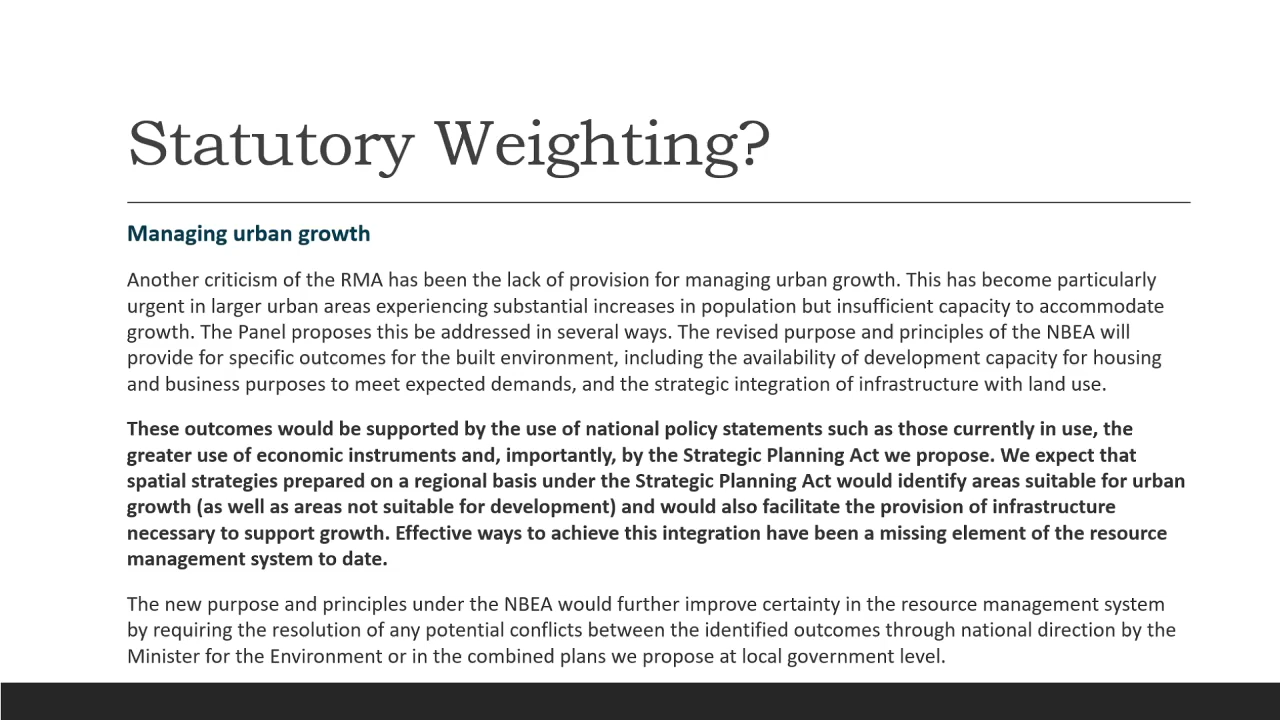 Statutory Weighting?
Managing urban growth
Another criticism of the RMA has been the lack of provision for managing urban growth. This has become particularly
urgent in larger urban areas experiencing substantial increases in population but insufficient capacity to accommodate
growth. The Panel proposes this be addressed in several ways. The revised purpose and principles of the NBEA will
provide for specific outcomes for the built environment, including the availability of development capacity for housing
and business purposes to meet expected demands, and the strategic integration of infrastructure with land use.
These outcomes would be supported by the use of national policy statements such as those currently in use, the
greater use of economic instruments and, importantly, by the Strategic Planning Act we propose. We expect that
spatial strategies prepared on a regional basis under the Strategic Planning Act would identify areas suitable for urban
growth (as well as areas not suitable for development) and would also facilitate the provision of infrastructure
necessary to support growth. Effective ways to achieve this integration have been a missing element of the resource
management system to date.
The new purpose and principles under the NBEA would further improve certainty in the resource management system
by requiring the resolution of any potential conflicts between the identified outcomes through national direction by the
Minister for the Environment or in the combined plans we propose at local government level.